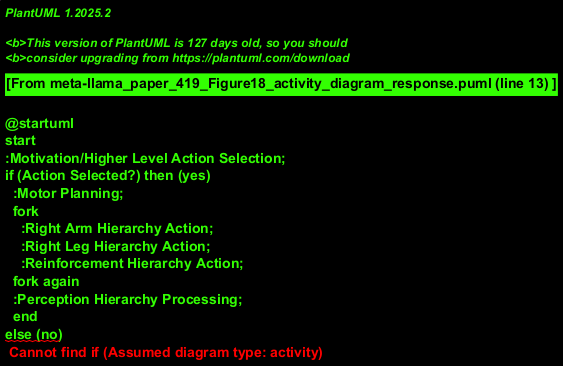 PlantUML 1.2025.2
<b>This version of PlantUML is 127 days old, so you should
<b>consider upgrading from https://plantuml.com/download
[From meta-llama_paper_419_Figure18_activity_diagram_response.puml (line 13) ]
@startuml
start
:Motivation/Higher Level Action Selection;
if (Action Selected?) then (yes)
:Motor Planning;
fork
:Right Arm Hierarchy Action;
:Right Leg Hierarchy Action;
:Reinforcement Hierarchy Action;
fork again
:Perception Hierarchy Processing;
end
else (no)
Cannot find if (Assumed diagram type: activity)